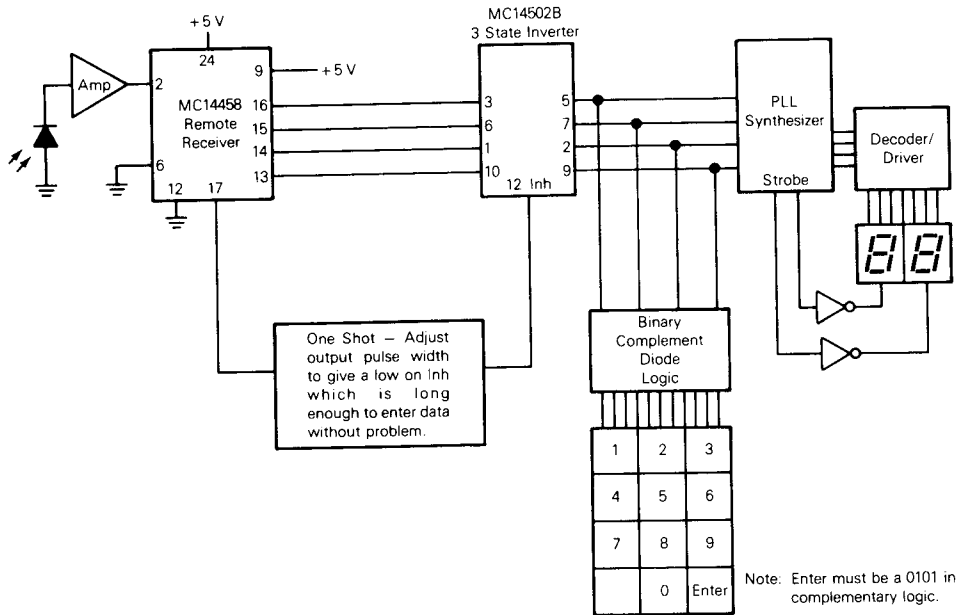 MC14502B
3 State Inverter
+5 V
24
Amp
2
9
+5 V
MC14458
Remote
Receiver
16
15
14
13
6
12
17
3
6
1
10
5
7
2
9
12 Inh
PLL
Synthesizer
Strobe
Decoder/
Driver
8 8
One Shot – Adjust
output pulse width
to give a low on Inh
which is long
enough to enter data
without problem.
Binary
Complement
Diode
Logic
1 2 3
4 5 6
7 8 9
0 Enter
Note: Enter must be a 0101 in
complementary logic.